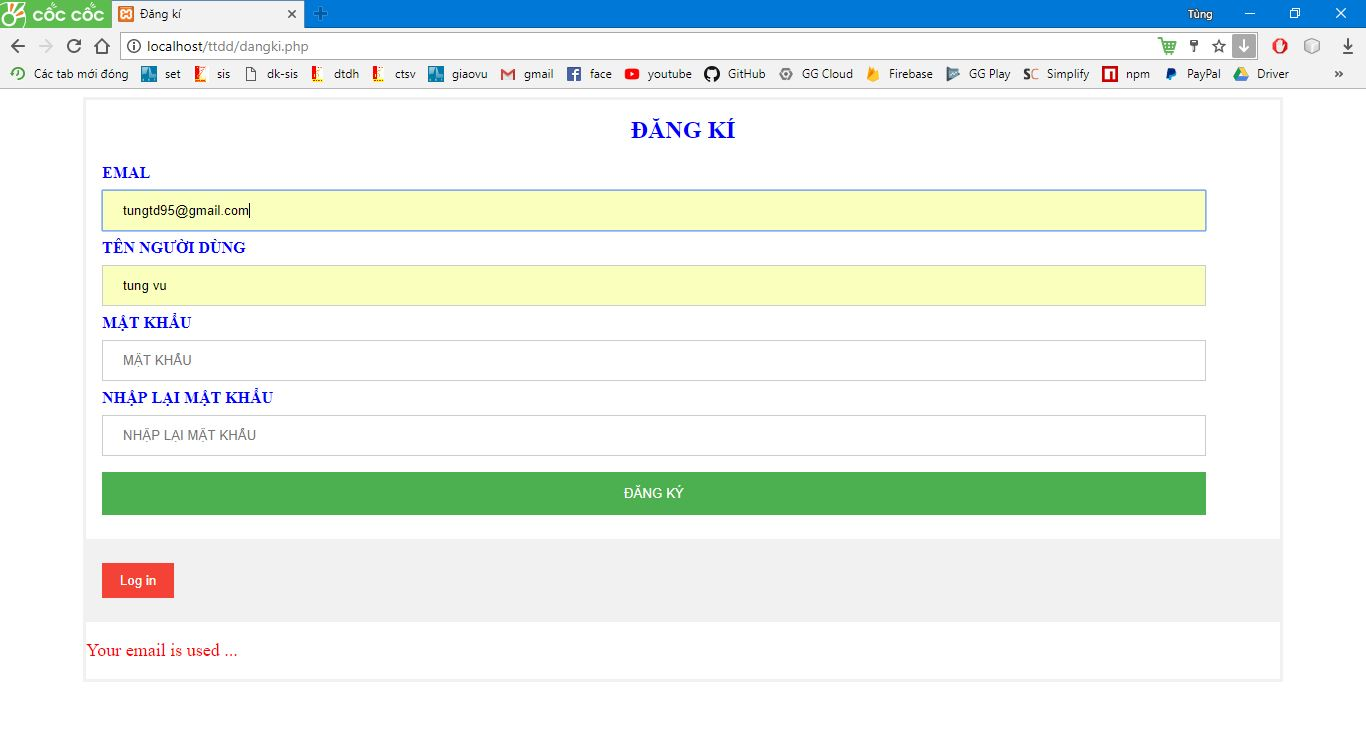 cốc cốc Đăng kí Tùng
localhost/ttdd/dangki.php
Các tab mới đóng set sis dk-sis dtdh ctsv giaovu gmail face youtube GitHub GG Cloud Firebase GG Play SC Simplify npm PayPal Driver »
ĐĂNG KÍ
EMAL
tungtd95@gmail.com
TÊN NGƯỜI DÙNG
tung vu
MẬT KHẨU
MẬT KHẨU
NHẬP LẠI MẬT KHẨU
NHẬP LẠI MẬT KHẨU
ĐĂNG KÝ
Log in
Your email is used ...